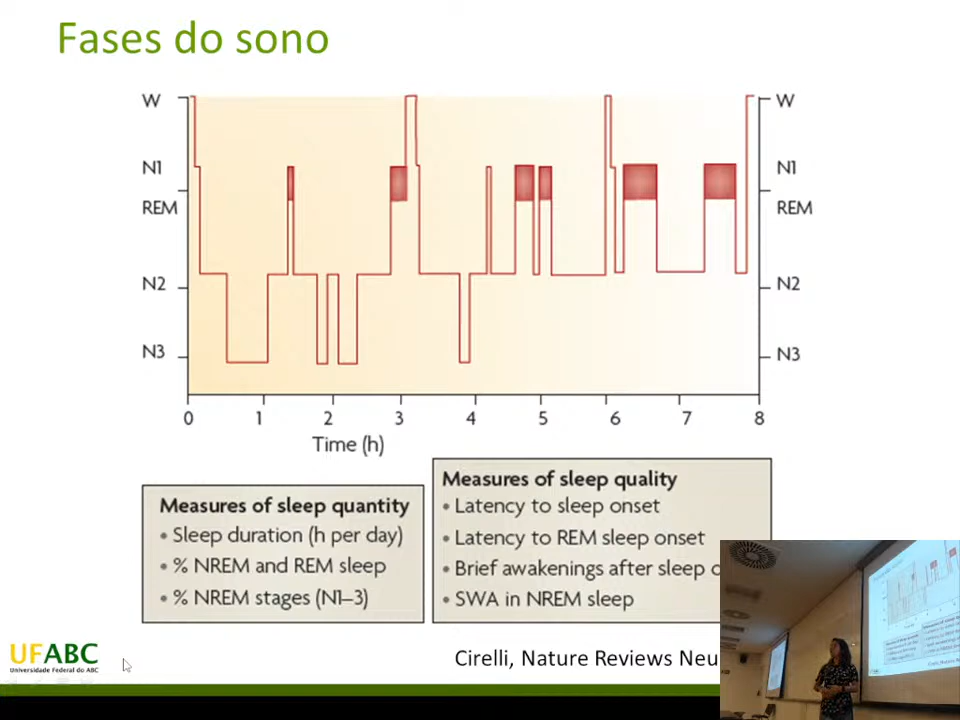 Fases do sono
W
W
N1
N1
REM
REM
N2
N2
N3
N3
0 1 2 3 4 5 6 7 8
Time (h)
Measures of sleep quantity
• Sleep duration (h per day)
• % NREM and REM sleep
• % NREM stages (N1–3)
Measures of sleep quality
• Latency to sleep onset
• Latency to REM sleep onset
• Brief awakenings after sleep
• SWA in NREM sleep
UFABC
Universidade Federal do ABC
Cirelli, Nature Reviews Neu